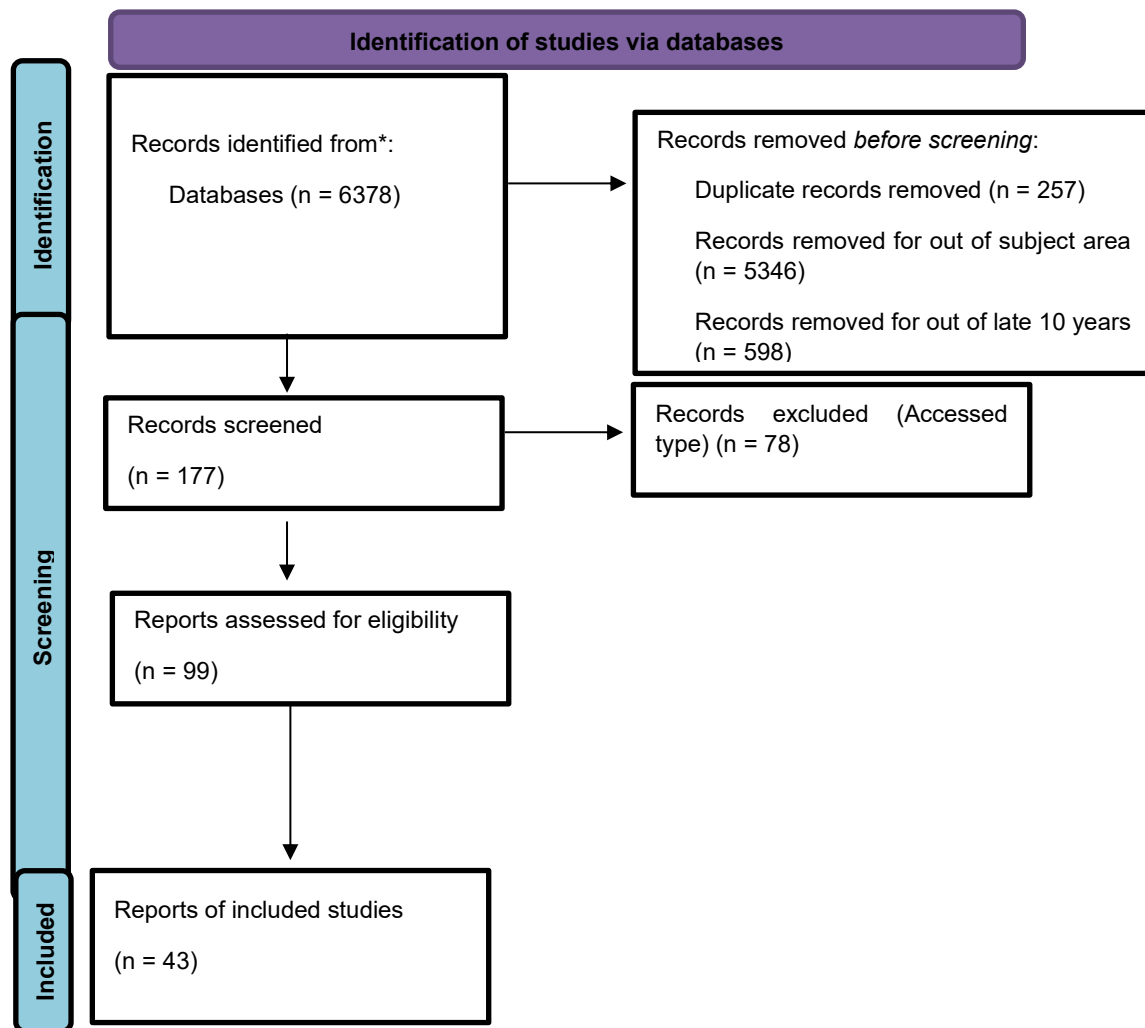 Identification of studies via databases
Identification
Records identified from*:
Databases (n = 6378)
Records removed before screening:
Duplicate records removed (n = 257)
Records removed for out of subject area
(n = 5346)
Records removed for out of late 10 years
(n = 598)
Screening
Records screened
(n = 177)
Records excluded (Accessed
type) (n = 78)
Reports assessed for eligibility
(n = 99)
Included
Reports of included studies
(n = 43)